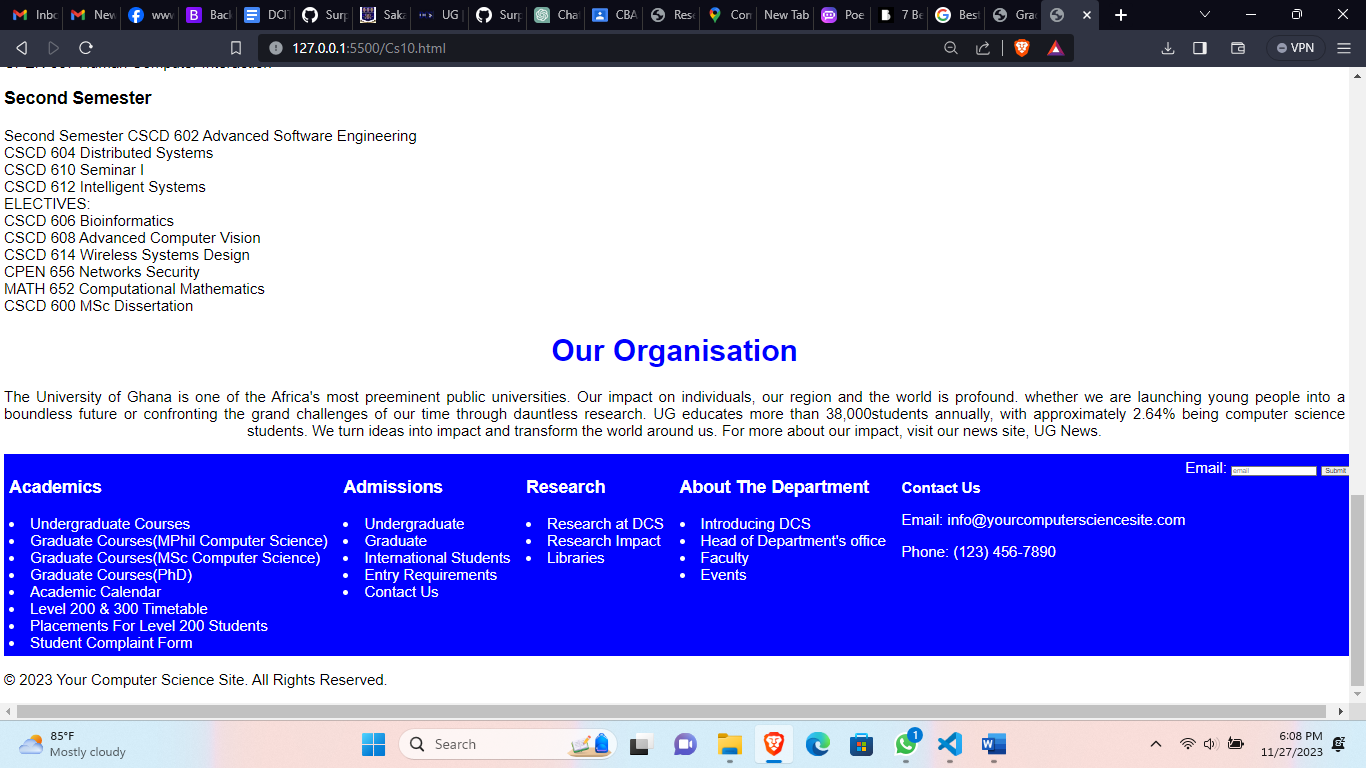 Inbo
New
www
Back
DCIT
Surp
Saka
UG |
Surp
Chat
CBA
Rese
Con
New Tab
Poe
7 Be
Best
Grad
127.0.0.1:5500/Cs10.html
VPN
Second Semester
Second Semester CSCD 602 Advanced Software Engineering
CSCD 604 Distributed Systems
CSCD 610 Seminar I
CSCD 612 Intelligent Systems
ELECTIVES:
CSCD 606 Bioinformatics
CSCD 608 Advanced Computer Vision
CSCD 614 Wireless Systems Design
CPEN 656 Networks Security
MATH 652 Computational Mathematics
CSCD 600 MSc Dissertation
Our Organisation
The University of Ghana is one of the Africa's most preeminent public universities. Our impact on individuals, our region and the world is profound. whether we are launching young people into a
boundless future or confronting the grand challenges of our time through dauntless research. UG educates more than 38,000students annually, with approximately 2.64% being computer science
students. We turn ideas into impact and transform the world around us. For more about our impact, visit our news site, UG News.
Academics
Undergraduate Courses
Graduate Courses(MPhil Computer Science)
Graduate Courses(MSc Computer Science)
Graduate Courses(PhD)
Academic Calendar
Level 200 & 300 Timetable
Placements For Level 200 Students
Student Complaint Form
Admissions
Undergraduate
Graduate
International Students
Entry Requirements
Contact Us
Research
Research at DCS
Research Impact
Libraries
About The Department
Introducing DCS
Head of Department's office
Faculty
Events
Contact Us
Email: info@yourcomputersciencesite.com
Phone: (123) 456-7890
Email: email Submit
© 2023 Your Computer Science Site. All Rights Reserved.
85°F
Mostly cloudy
Search
1
6:08 PM
11/27/2023